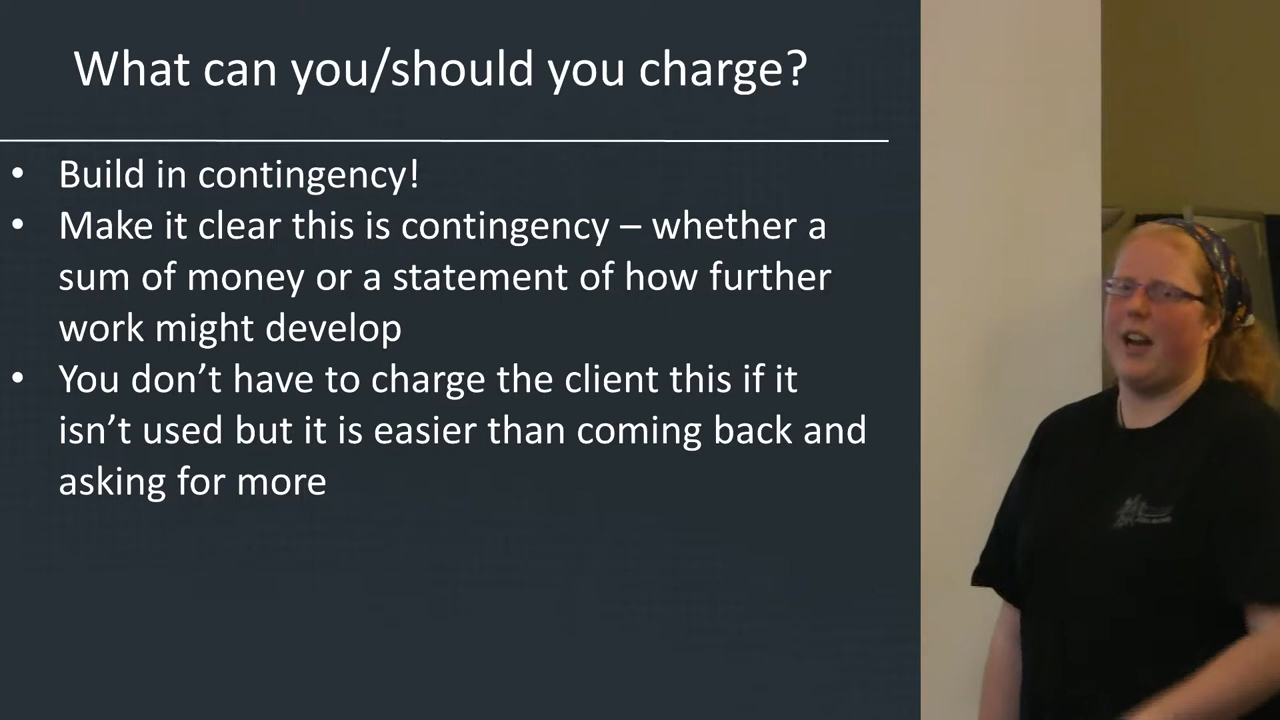 What can you/should you charge?
• Build in contingency!
• Make it clear this is contingency – whether a
sum of money or a statement of how further
work might develop
• You don’t have to charge the client this if it
isn’t used but it is easier than coming back and
asking for more